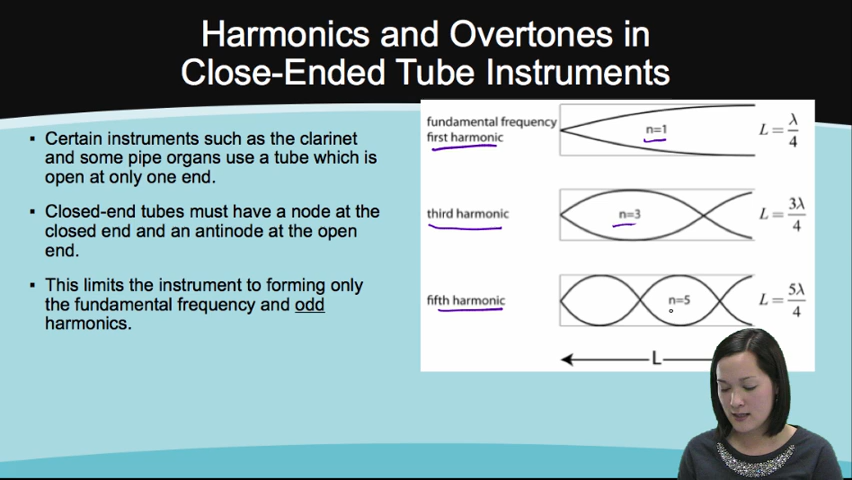 Harmonics and Overtones in
Close-Ended Tube Instruments
▪ Certain instruments such as the clarinet
and some pipe organs use a tube which is
open at only one end.
▪ Closed-end tubes must have a node at the
closed end and an antinode at the open
end.
▪ This limits the instrument to forming only
the fundamental frequency and odd
harmonics.
fundamental frequency
first harmonic
n=1
L = λ/4
third harmonic
n=3
L = 3λ/4
fifth harmonic
n=5
L = 5λ/4
L